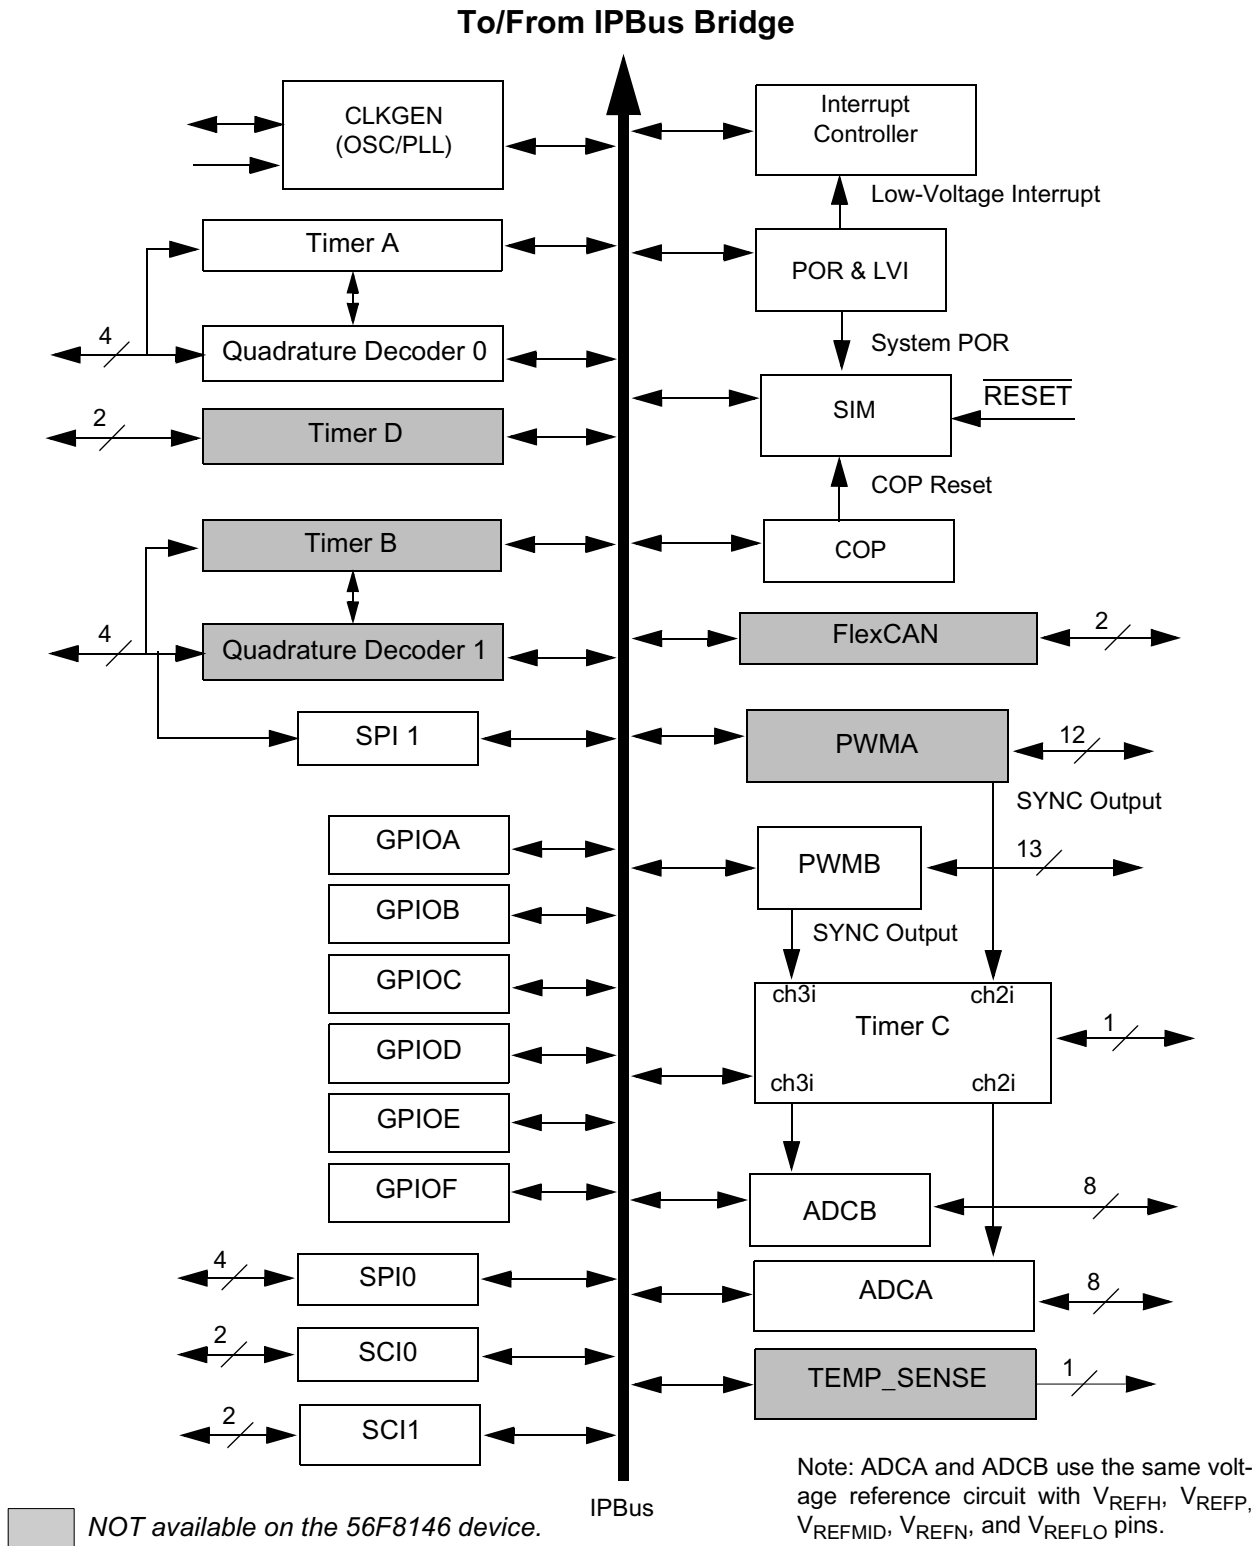 To/From IPBus Bridge
CLKGEN
(OSC/PLL)
Interrupt
Controller
Low-Voltage Interrupt
Timer A
POR & LVI
4
Quadrature Decoder 0
System POR
RESET
SIM
2
Timer D
COP Reset
Timer B
COP
4
Quadrature Decoder 1
FlexCAN
2
SPI 1
PWMA
12
SYNC Output
GPIOA
PWMB
13
GPIOB
SYNC Output
GPIOC
ch3i
ch2i
Timer C
1
GPIOD
ch3i
ch2i
GPIOE
GPIOF
ADCB
8
4
SPI0
ADCA
8
2
SCI0
TEMP_SENSE
1
2
SCI1
IPBus
Note: ADCA and ADCB use the same volt-
age reference circuit with VREFH, VREFP,
VREFMID, VREFN, and VREFLO pins.
NOT available on the 56F8146 device.